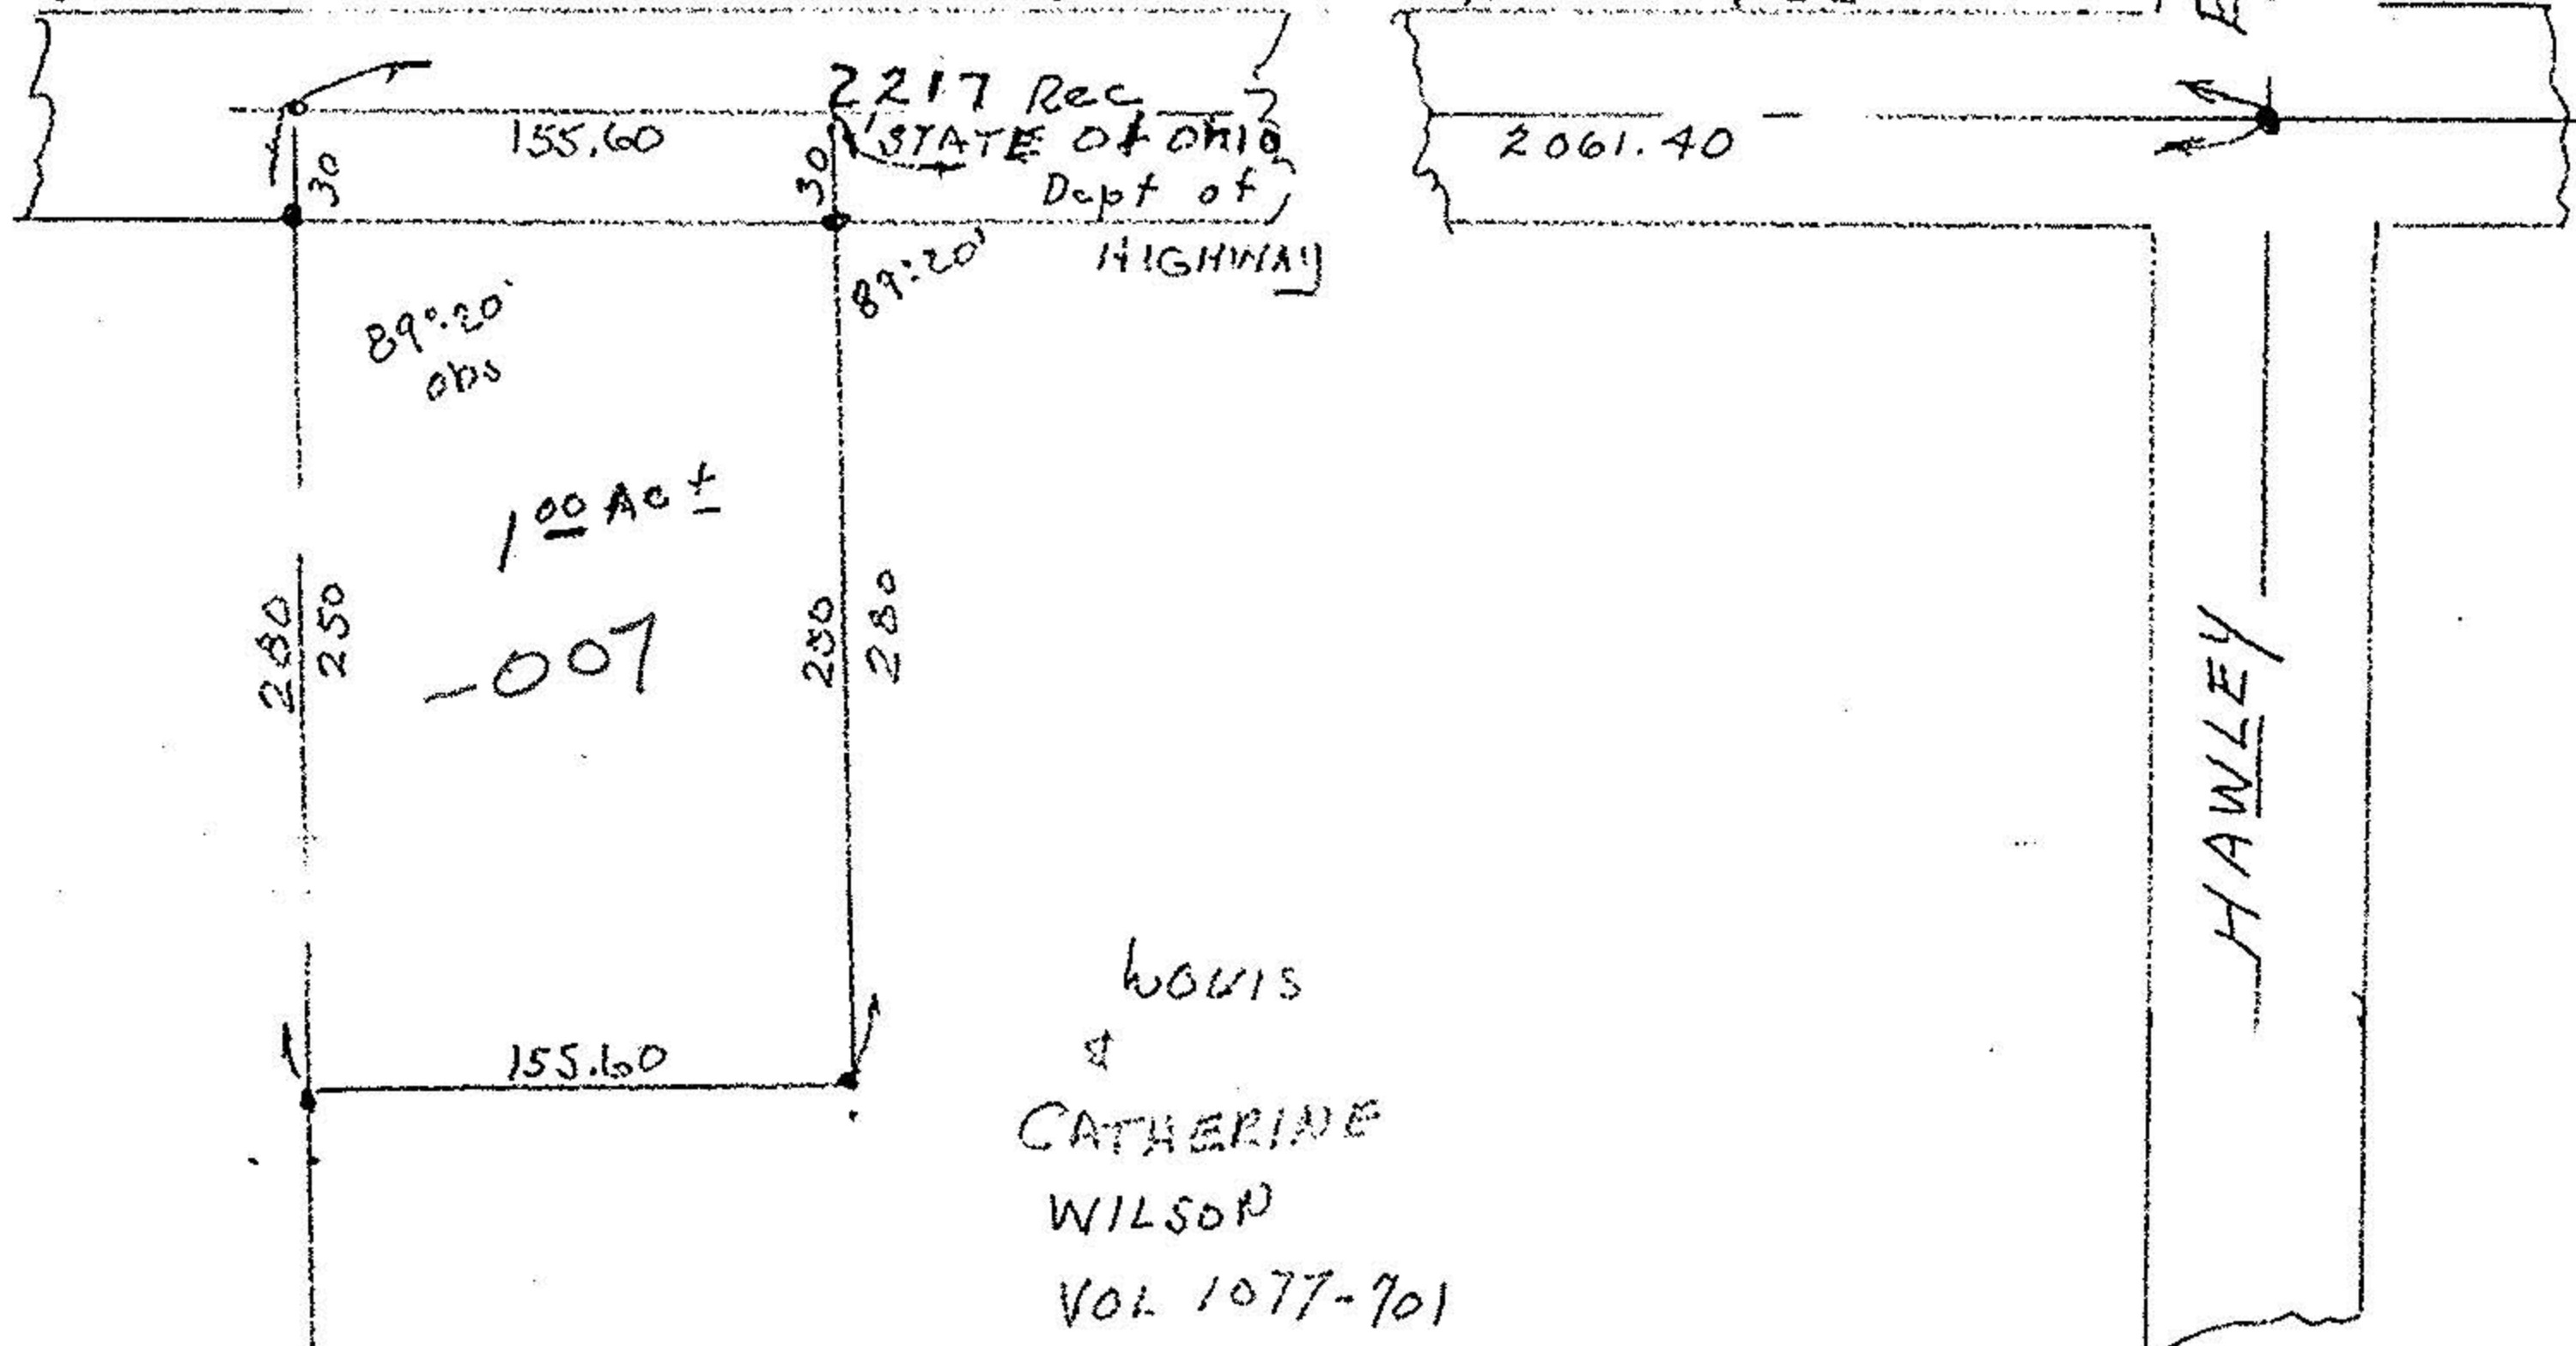 2217 Rec
155.60
STATE Of Ohio
2061.40
30
30
Dept of
HIGHWAY
89°:20'
89°:20'
obs
1 00 Ac ±
280
250
280
-007
HAWLEY
LOUIS
&
155.60
CATHERINE
WILSON
VOL 1077-701